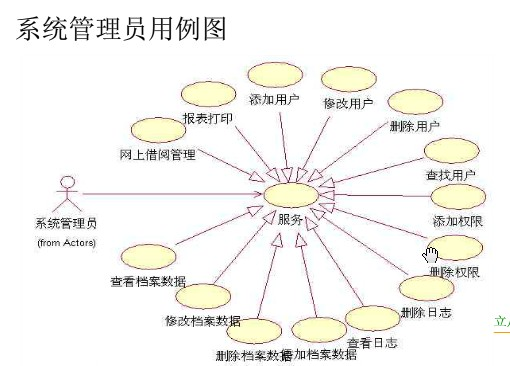 系统管理员用例图
添加用户
修改用户
报表打印
删除用户
网上借阅管理
查找用户
添加权限
服务
系统管理员
(from Actors)
删除权限
查看档案数据
删除日志
修改档案数据
查看日志
删除档案数据
添加档案数据